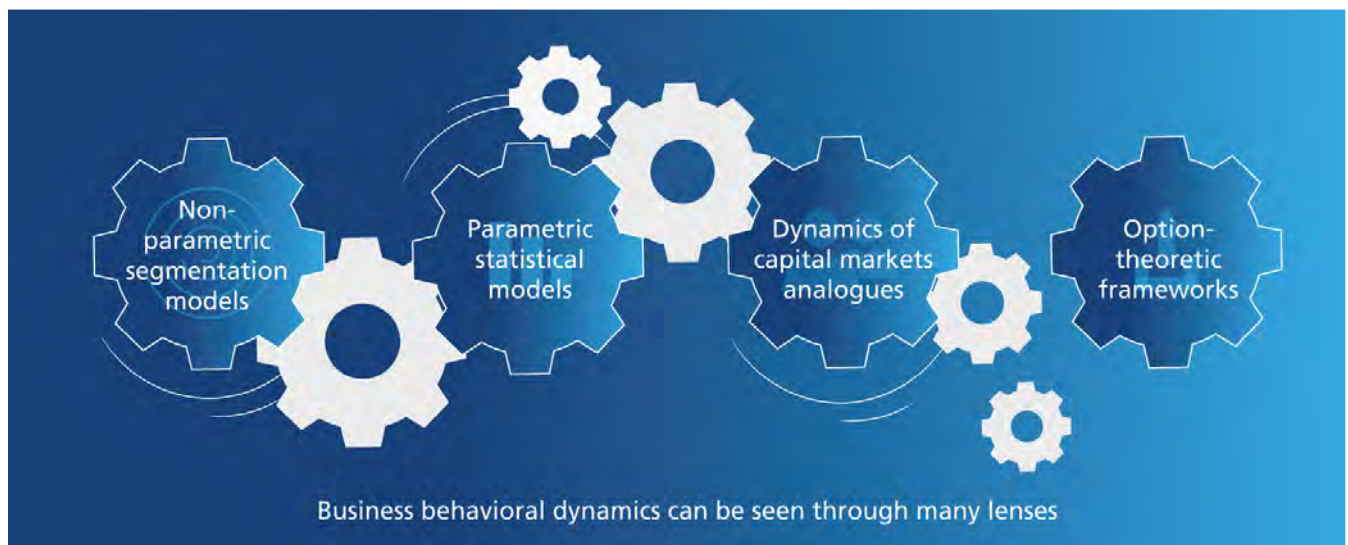 Non-
parametric
segmentation
models
Parametric
statistical
models
Dynamics of
capital markets
analogues
Option-
theoretic
frameworks
Business behavioral dynamics can be seen through many lenses